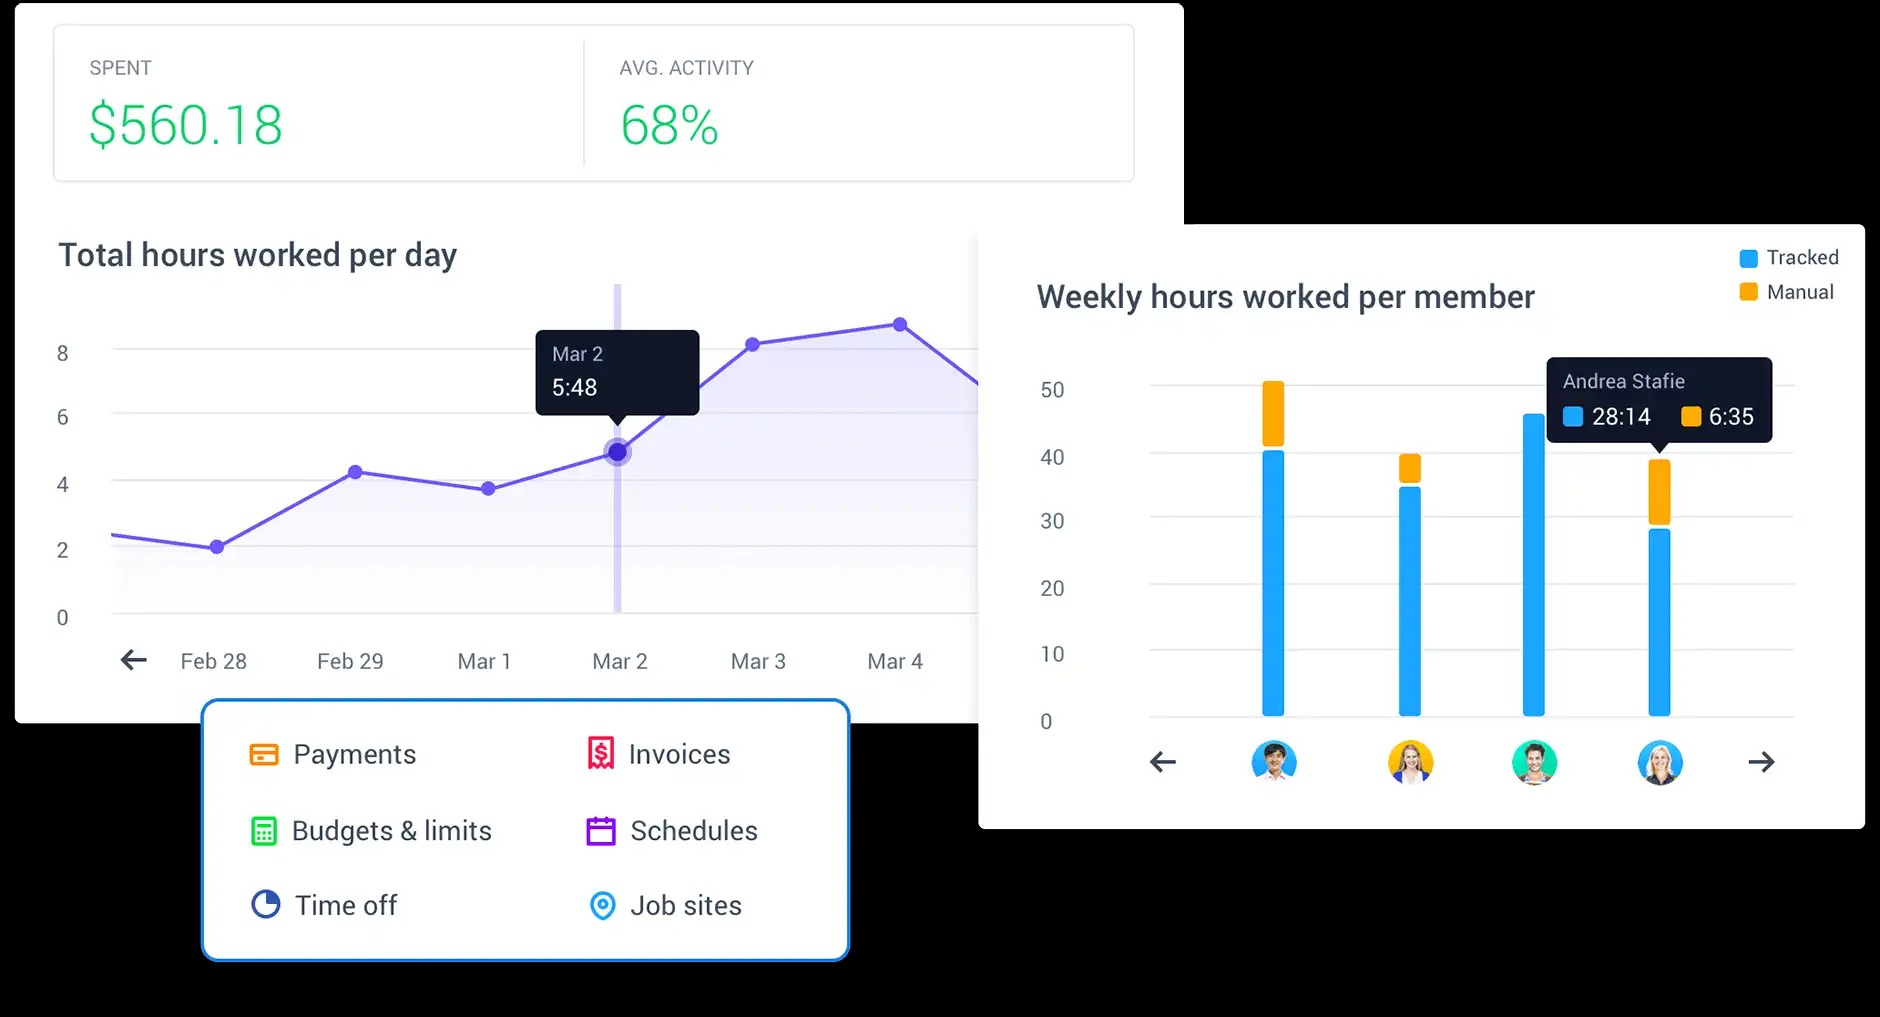 SPENT
$560.18
AVG. ACTIVITY
68%
Total hours worked per day
8
6
4
2
0
Mar 2
5:48
Feb 28
Feb 29
Mar 1
Mar 2
Mar 3
Mar 4
Weekly hours worked per member
Tracked
Manual
50
40
30
20
10
0
Andrea Stafie
28:14 6:35
Payments
Invoices
Budgets & limits
Schedules
Time off
Job sites